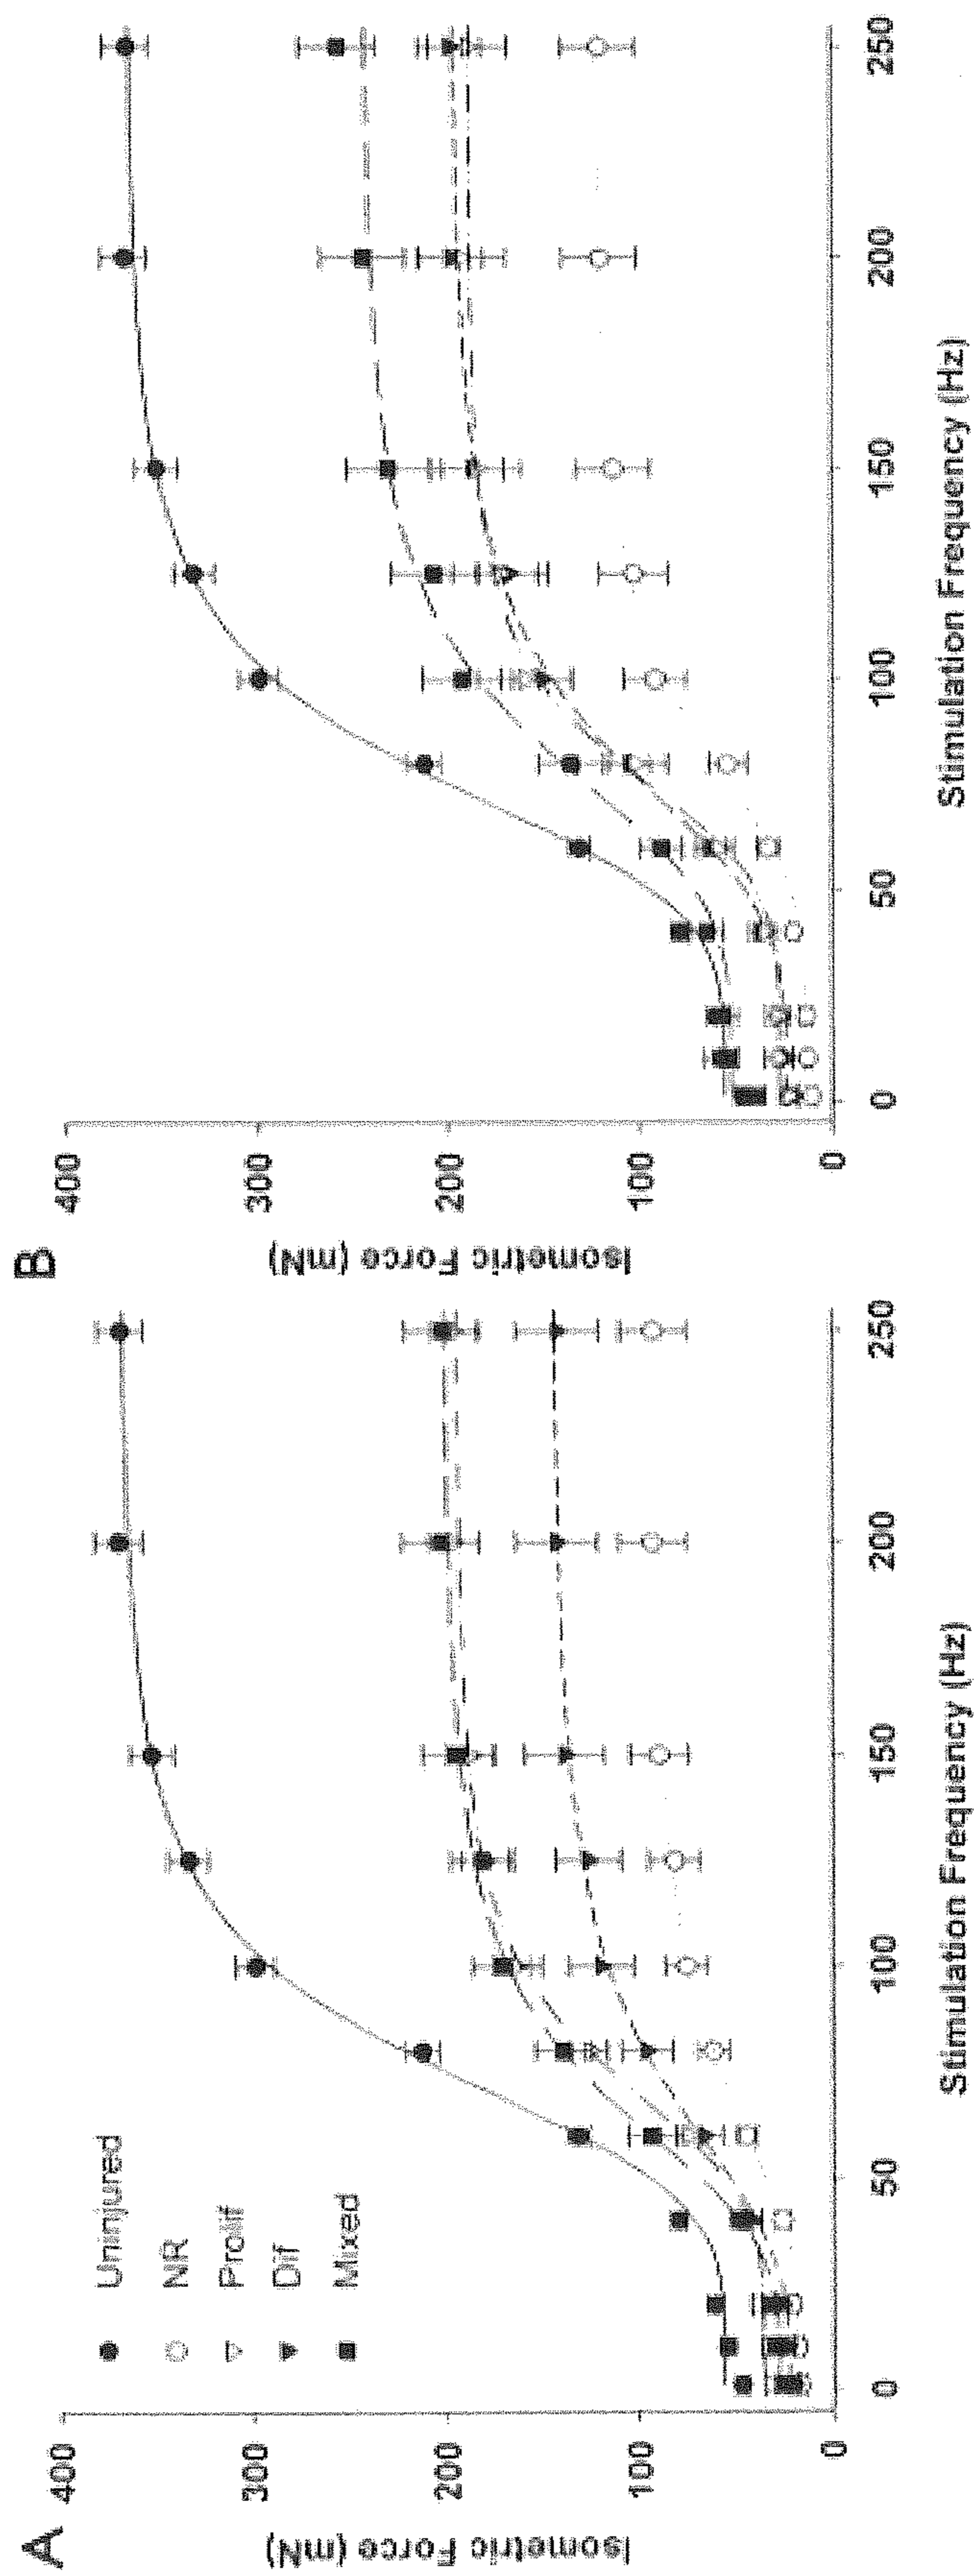 A
Isometric Force (mN)
400
300
200
100
0
Uninjured
NR
Prolif
Dif
Mixed
0
50
100
150
200
250
Stimulation Frequency (Hz)
B
Isometric Force (mN)
400
300
200
100
0
0
50
100
150
200
250
Stimulation Frequency (Hz)